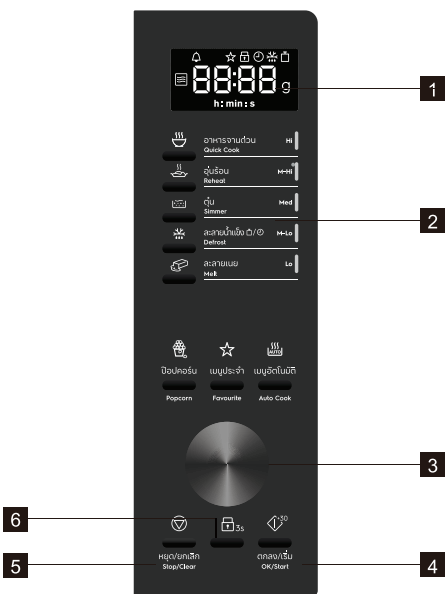 88:88 g
h: min: s
1
อาหารจานด่วน Hi
Quick Cook
อุ่นร้อน M-Hi
Reheat
ตุ๋น Med
Simmer
2
ละลายน้ำแข็ง / M-Lo
Defrost
ละลายเนย Lo
Melt
AUTO
ป๊อปคอร์น เมนูประจำ เมนูอัตโนมัติ
Popcorn Favourite Auto Cook
3
6
3s +30
หยุด/ยกเลิก ตกลง/เริ่ม
5 Stop/Clear OK/Start 4